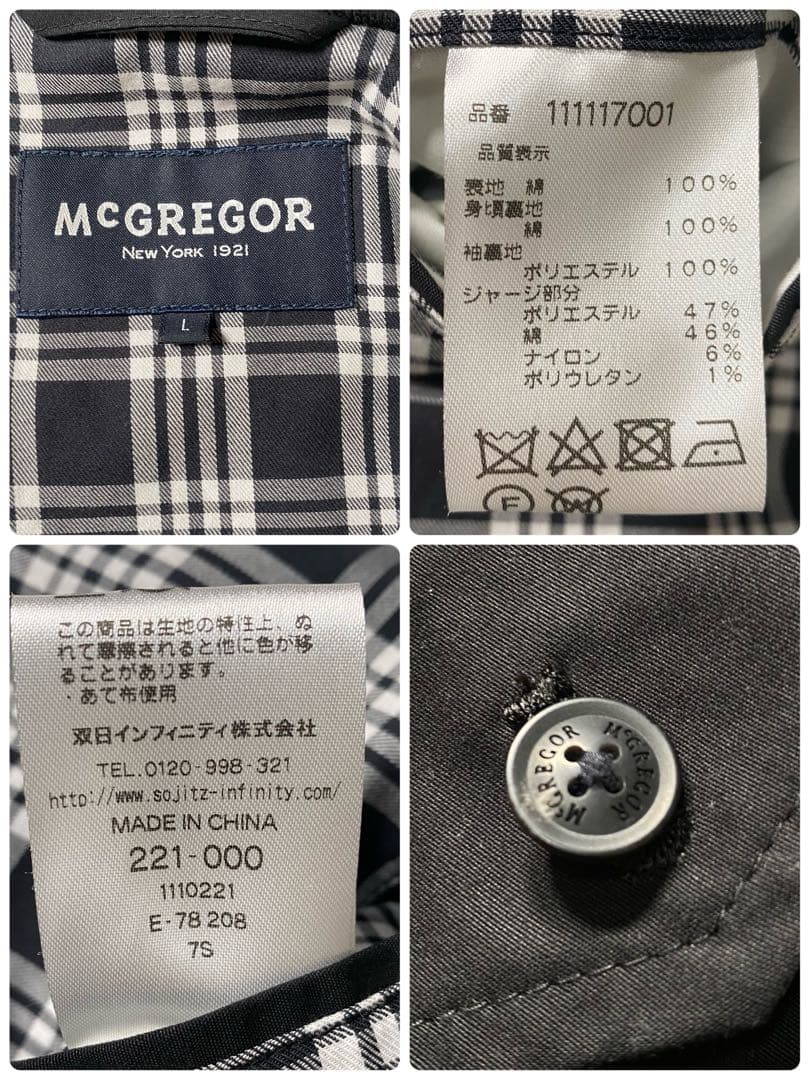 McGREGOR
NEW YORK 1921
L
品番 111117001
品質表示
表地 綿 100%
身頃裏地
綿 100%
袖裏地
ポリエステル 100%
ジャージ部分
ポリエステル 47%
綿 46%
ナイロン 6%
ポリウレタン 1%
F
W
この商品は生地の特性上、ぬ
れて摩擦されると他に色が移
ることがあります。
・あて布使用
双日インフィニティ株式会社
TEL.0120-998-321
http://www.sojitz-infinity.com/
MADE IN CHINA
221-000
1110221
E-78 208
7S
McGREGOR McGREGOR